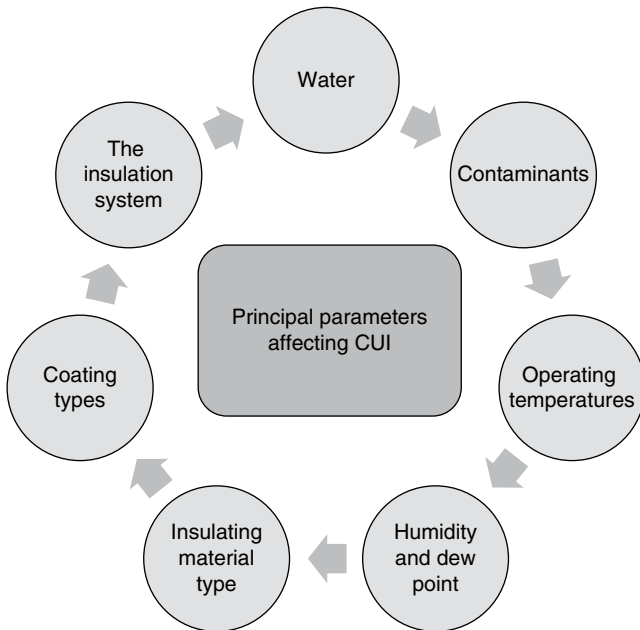 Water
Contaminants
Operating
temperatures
Humidity
and dew
point
Insulating
material
type
Coating
types
The
insulation
system
Principal parameters
affecting CUI